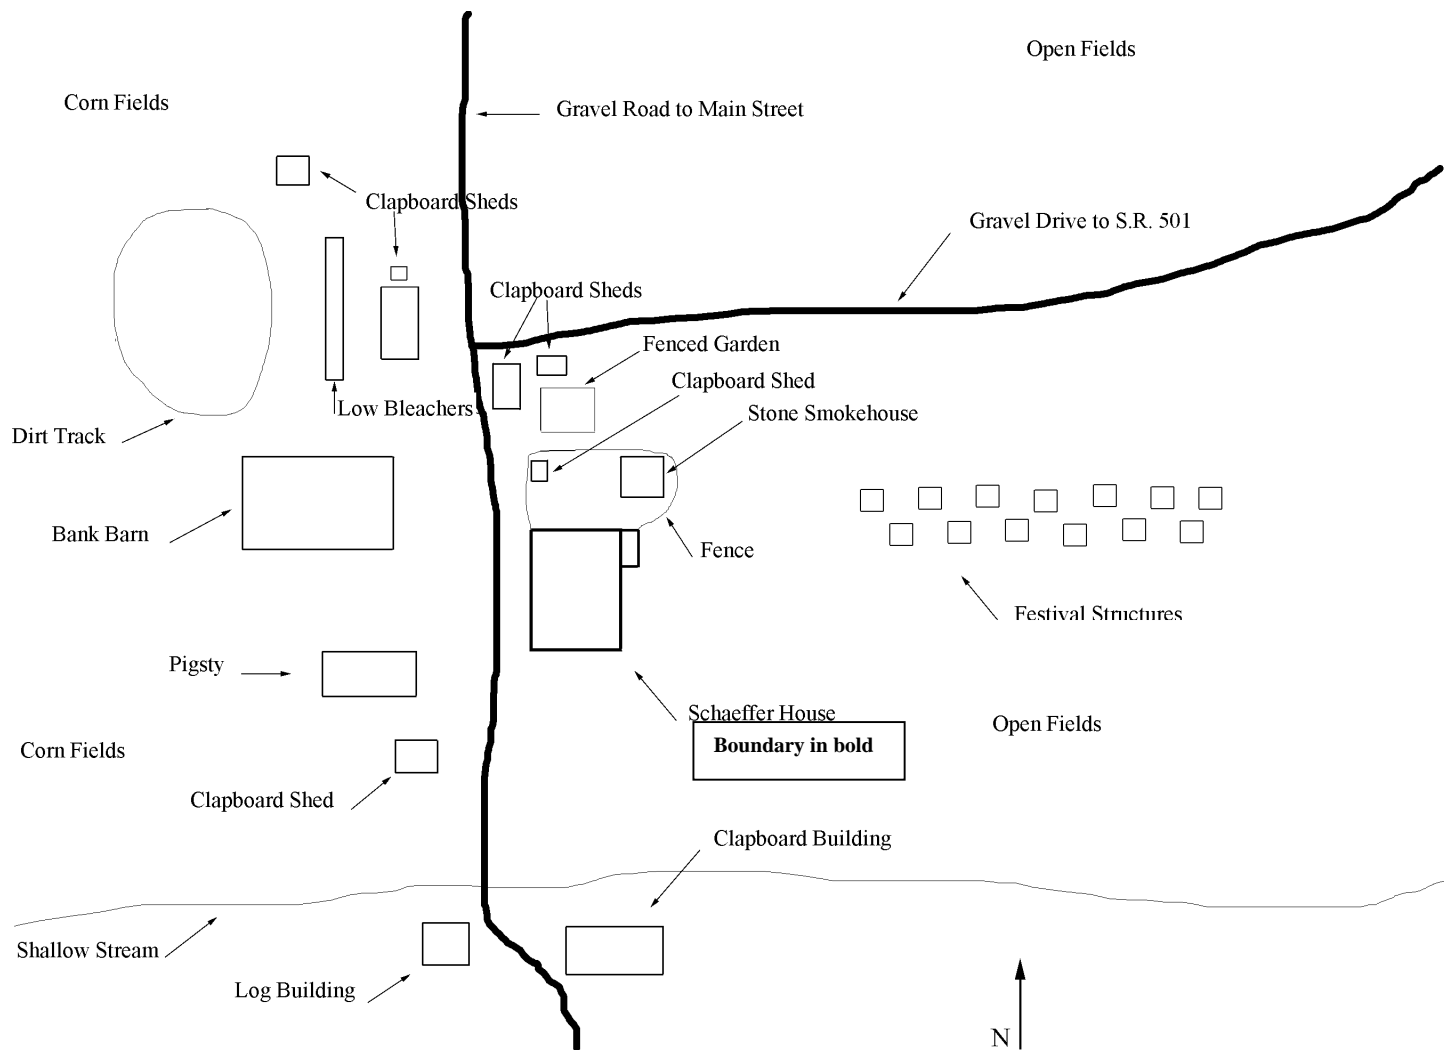 Open Fields
Corn Fields
Gravel Road to Main Street
Clapboard Sheds
Gravel Drive to S.R. 501
Clapboard Sheds
Fenced Garden
Clapboard Shed
Low Bleachers
Stone Smokehouse
Dirt Track
Bank Barn
Fence
Festival Structures
Pigsty
Schaeffer House
Boundary in bold
Open Fields
Corn Fields
Clapboard Shed
Clapboard Building
Shallow Stream
Log Building
N